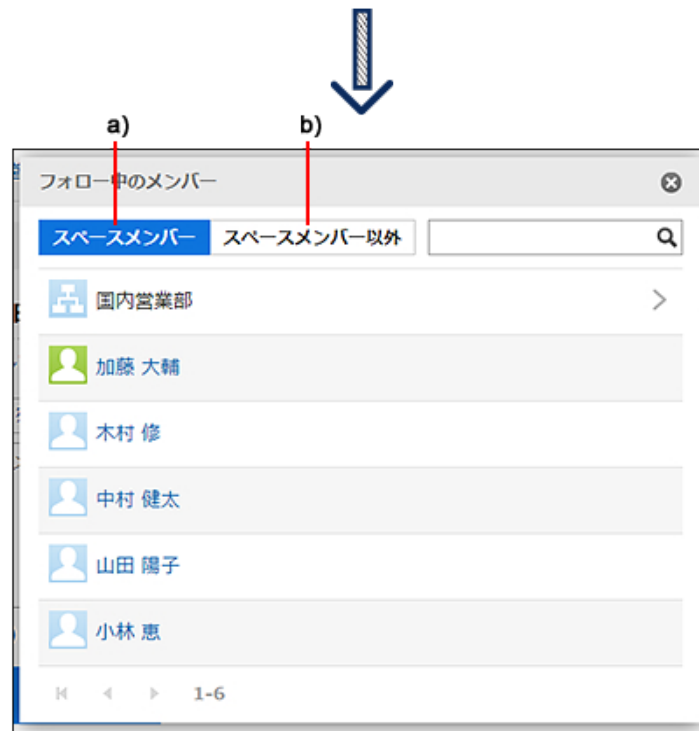 a) b)
フォロー中のメンバー
スペースメンバー スペースメンバー以外
国内営業部
加藤 大輔
木村 修
中村 健太
山田 陽子
小林 恵
1-6